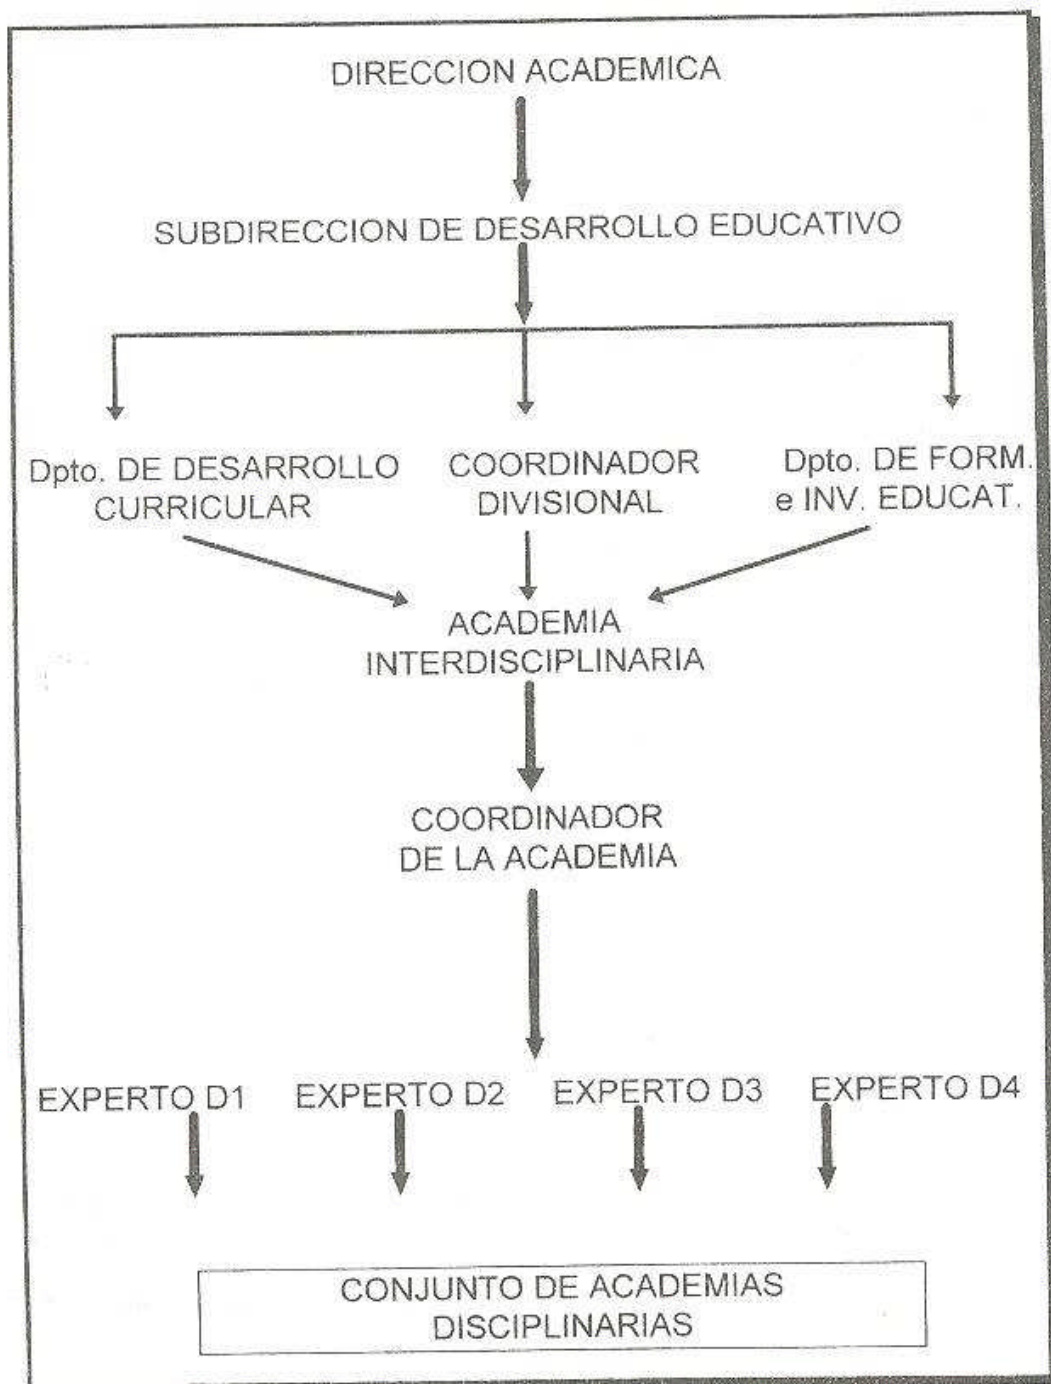 DIRECCION ACADEMICA
SUBDIRECCION DE DESARROLLO EDUCATIVO
Dpto. DE DESARROLLO
CURRICULAR
COORDINADOR
DIVISIONAL
Dpto. DE FORM.
e INV. EDUCAT.
ACADEMIA
INTERDISCIPLINARIA
COORDINADOR
DE LA ACADEMIA
EXPERTO D1
EXPERTO D2
EXPERTO D3
EXPERTO D4
CONJUNTO DE ACADEMIAS
DISCIPLINARIAS